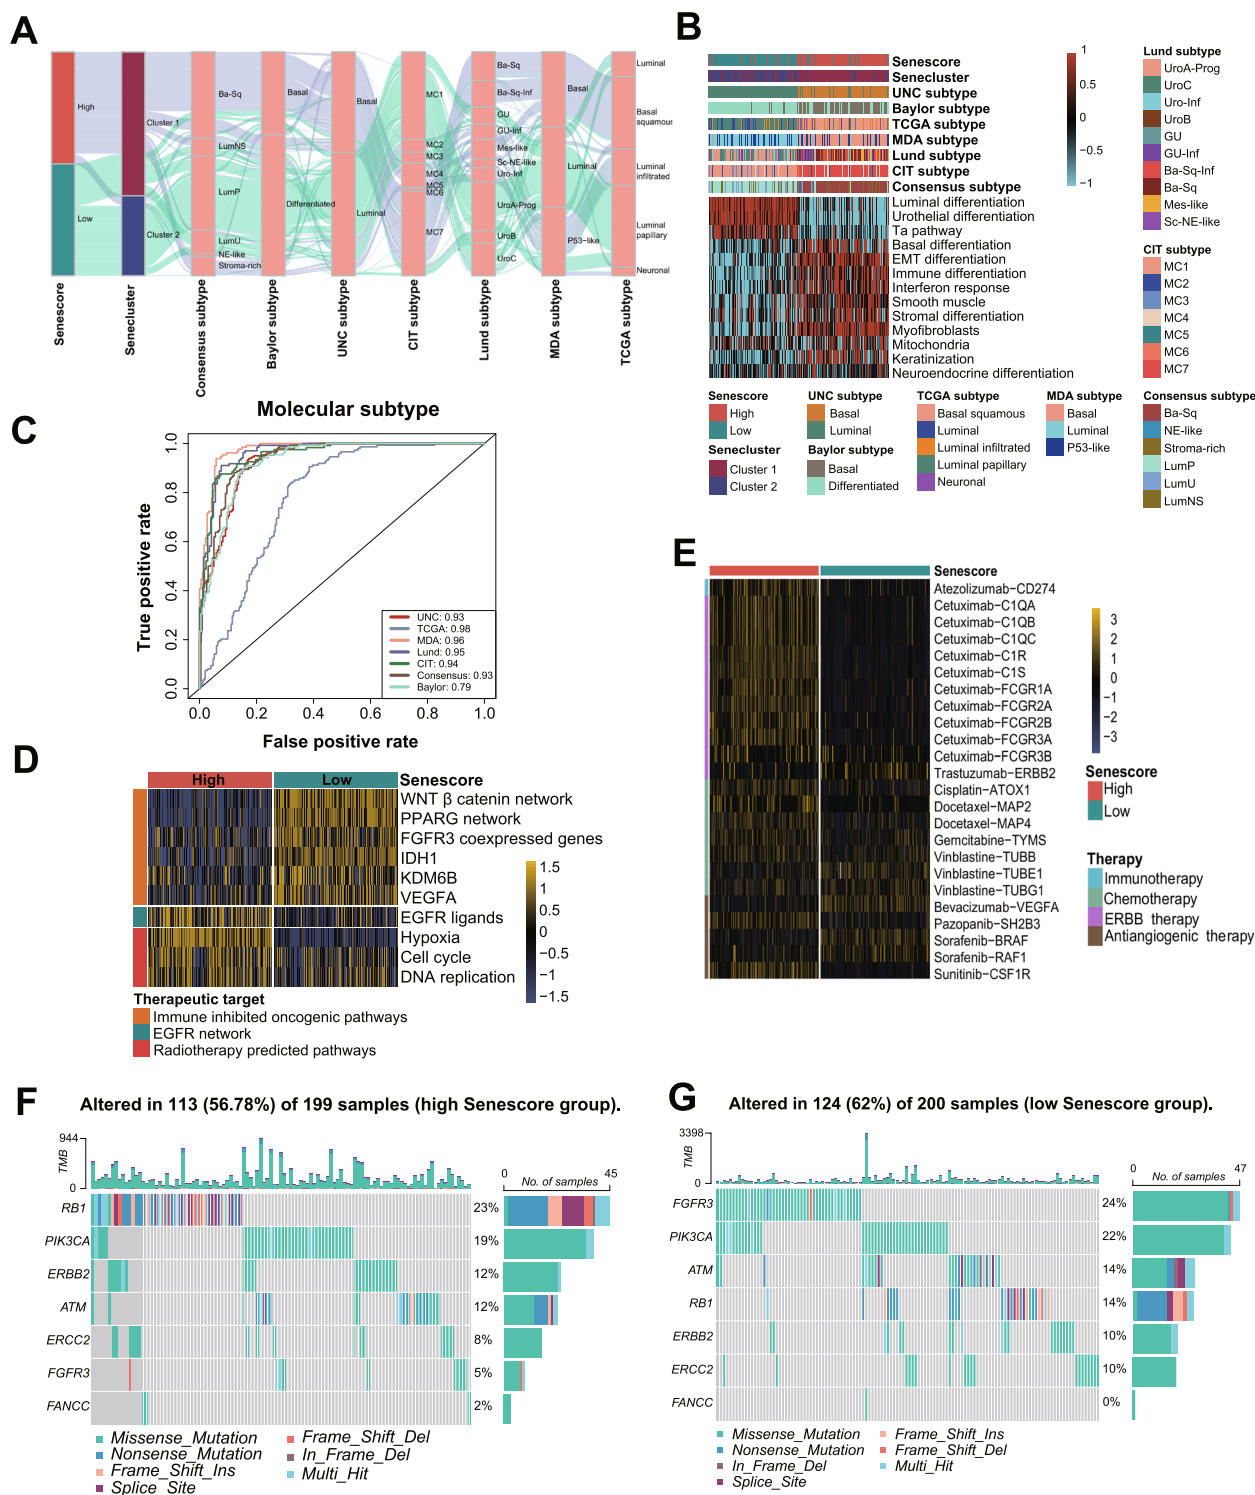 A
High
Low
Cluster 1
Cluster 2
Ba-Sq
LumNS
LumP
LumU
NE-like
Stroma-rich
Basal
Differentiated
Basal
Luminal
MC1
MC2
MC3
MC4
MC5
MC6
MC7
Ba-Sq
Ba-Sq-Inf
GU
GU-Inf
Mes-like
Sc-NE-like
Uro-Inf
UroA-Prog
UroB
UroC
Basal
Luminal
P53-like
Luminal
Basal
squamous
Luminal
infiltrated
Luminal
papillary
Neuronal
Senescore
Senecluster
Consensus subtype
Baylor subtype
UNC subtype
CIT subtype
Lund subtype
MDA subtype
TCGA subtype
B
Senescore
Senecluster
UNC subtype
Baylor subtype
TCGA subtype
MDA subtype
Lund subtype
CIT subtype
Consensus subtype
Luminal differentiation
Urothelial differentiation
Ta pathway
Basal differentiation
EMT differentiation
Immune differentiation
Interferon response
Smooth muscle
Stromal differentiation
Myofibroblasts
Mitochondria
Keratinization
Neuroendocrine differentiation
1
0.5
0
−0.5
−1
Lund subtype
UroA-Prog
UroC
Uro-Inf
UroB
GU
GU-Inf
Ba-Sq-Inf
Ba-Sq
Mes-like
Sc-NE-like
CIT subtype
MC1
MC2
MC3
MC4
MC5
MC6
MC7
Senescore
High
Low
Senecluster
Cluster 1
Cluster 2
UNC subtype
Basal
Luminal
Baylor subtype
Basal
Differentiated
TCGA subtype
Basal squamous
Luminal
Luminal infiltrated
Luminal papillary
Neuronal
MDA subtype
Basal
Luminal
P53-like
Consensus subtype
Ba-Sq
NE-like
Stroma-rich
LumP
LumU
LumNS
C
Molecular subtype
True positive rate
0.0
0.2
0.4
0.6
0.8
1.0
UNC: 0.93
TCGA: 0.98
MDA: 0.96
Lund: 0.95
CIT: 0.94
Consensus: 0.93
Baylor: 0.79
0.0 0.2 0.4 0.6 0.8 1.0
False positive rate
D
High Low Senescore
WNT β catenin network
PPARG network
FGFR3 coexpressed genes
IDH1
KDM6B
VEGFA
EGFR ligands
Hypoxia
Cell cycle
DNA replication
1.5
1
0.5
0
−0.5
−1
−1.5
Therapeutic target
Immune inhibited oncogenic pathways
EGFR network
Radiotherapy predicted pathways
E
Senescore
Atezolizumab−CD274
Cetuximab−C1QA
Cetuximab−C1QB
Cetuximab−C1QC
Cetuximab−C1R
Cetuximab−C1S
Cetuximab−FCGR1A
Cetuximab−FCGR2A
Cetuximab−FCGR2B
Cetuximab−FCGR3A
Cetuximab−FCGR3B
Trastuzumab−ERBB2
Cisplatin−ATOX1
Docetaxel−MAP2
Docetaxel−MAP4
Gemcitabine−TYMS
Vinblastine−TUBB
Vinblastine−TUBE1
Vinblastine−TUBG1
Bevacizumab−VEGFA
Pazopanib−SH2B3
Sorafenib−BRAF
Sorafenib−RAF1
Sunitinib−CSF1R
3
2
1
0
−1
−2
−3
Senescore
High
Low
Therapy
Immunotherapy
Chemotherapy
ERBB therapy
Antiangiogenic therapy
F
Altered in 113 (56.78%) of 199 samples (high Senescore group).
944
TMB
0
0 45
No. of samples
RB1 23%
PIK3CA 19%
ERBB2 12%
ATM 12%
ERCC2 8%
FGFR3 5%
FANCC 2%
Missense_Mutation
Nonsense_Mutation
Frame_Shift_Ins
Splice_Site
Frame_Shift_Del
In_Frame_Del
Multi_Hit
G
Altered in 124 (62%) of 200 samples (low Senescore group).
3398
TMB
0
0 47
No. of samples
FGFR3 24%
PIK3CA 22%
ATM 14%
RB1 14%
ERBB2 10%
ERCC2 10%
FANCC 0%
Missense_Mutation
Nonsense_Mutation
In_Frame_Del
Splice_Site
Frame_Shift_Ins
Frame_Shift_Del
Multi_Hit